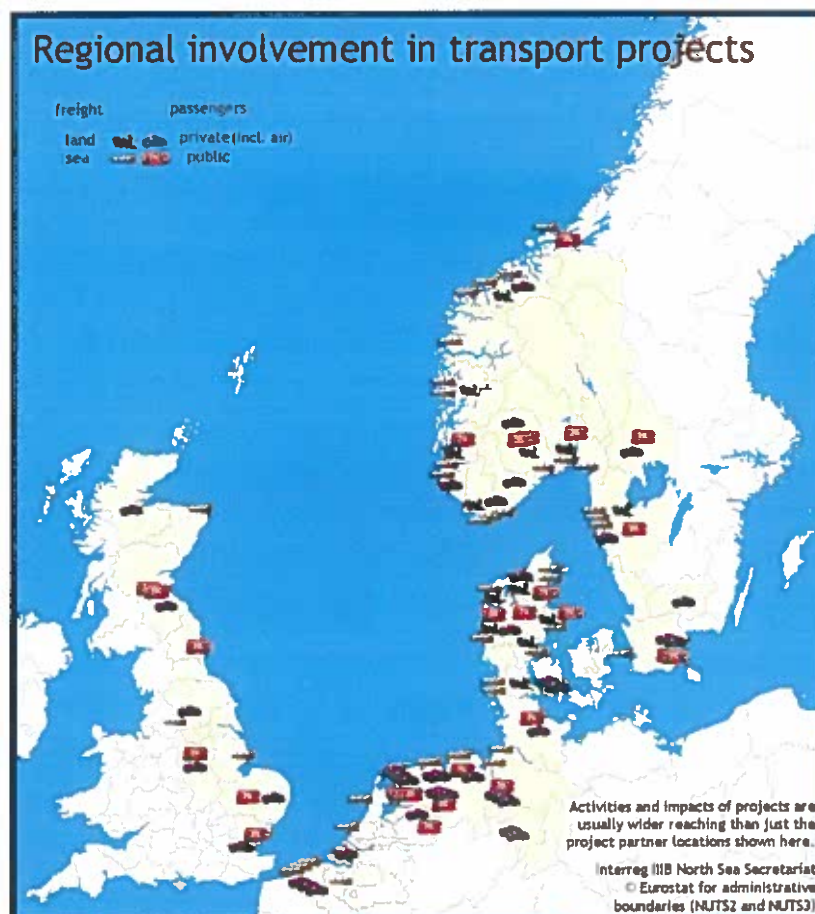 Regional involvement in transport projects
freight passengers
land private(incl. air)
sea public
Activities and impacts of projects are
usually wider reaching than just the
project partner locations shown here.
Interreg IIIB North Sea Secretariat
© Eurostat for administrative
boundaries (NUTS2 and NUTS3)